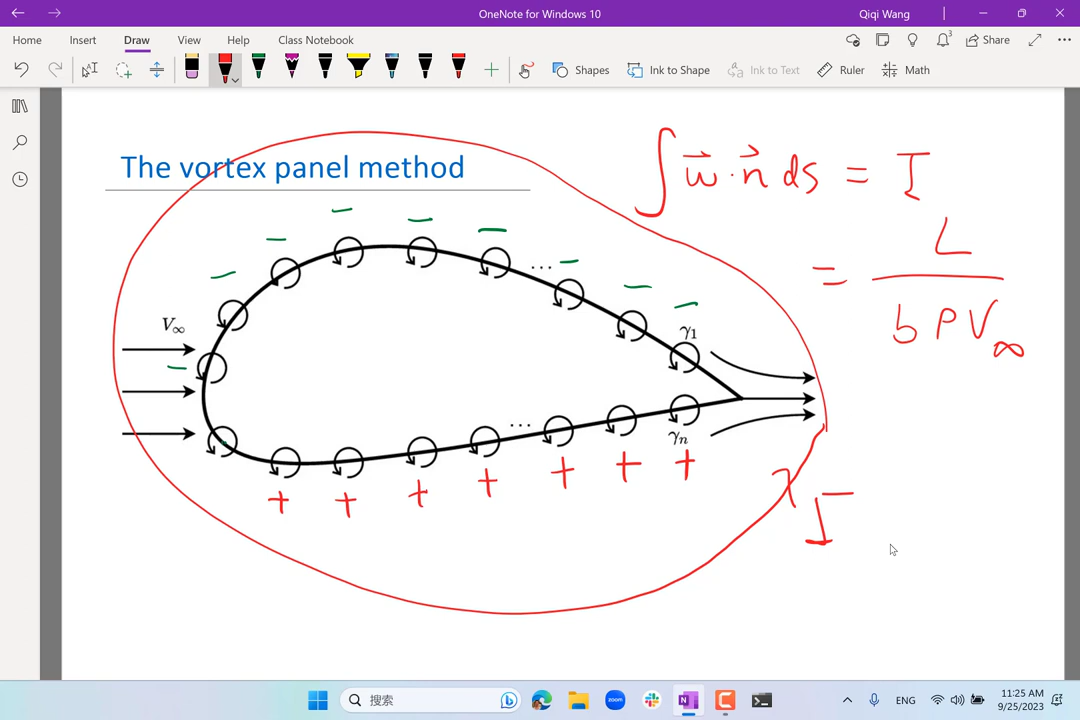 OneNote for Windows 10
Qiqi Wang
Home Insert Draw View Help Class Notebook
Share
Shapes
Ink to Shape
Ink to Text
Ruler
Math
The vortex panel method
∫ w⃗ · n⃗ ds = Γ
= L / b ρ V∞
− − − − − − − − −
V∞
...
γ1
...
γn
+ + + + + + +
Γ
搜索
zoom
ENG
11:25 AM
9/25/2023
3